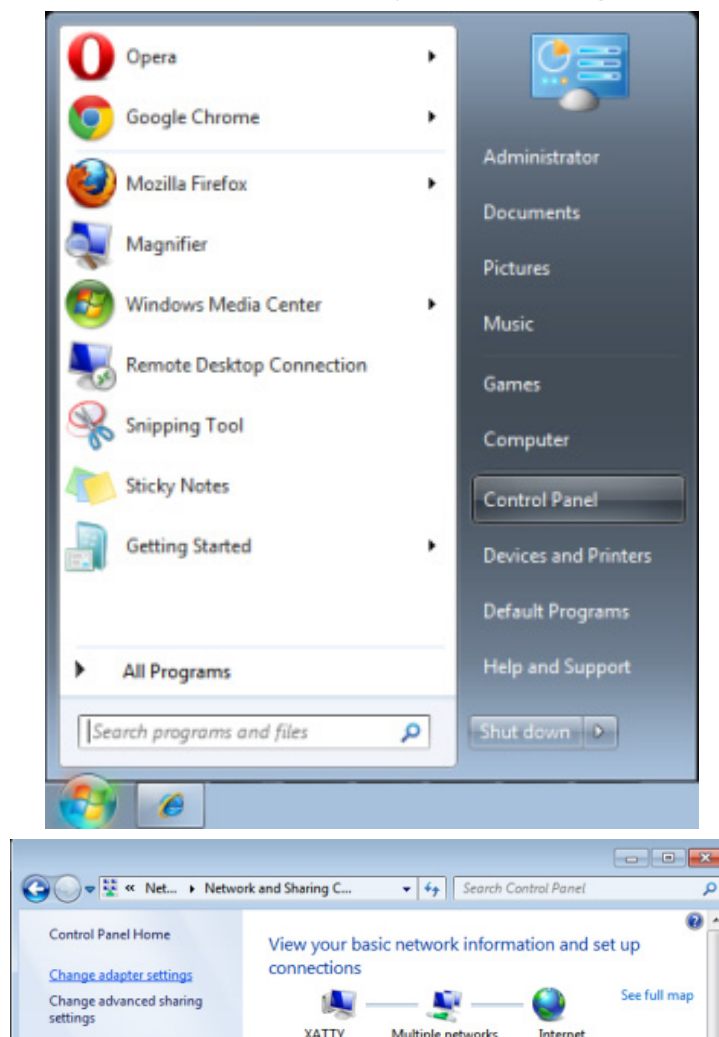 Opera
Google Chrome
Mozilla Firefox
Magnifier
Windows Media Center
Remote Desktop Connection
Snipping Tool
Sticky Notes
Getting Started
All Programs
Search programs and files
Administrator
Documents
Pictures
Music
Games
Computer
Control Panel
Devices and Printers
Default Programs
Help and Support
Shut down
« Net... Network and Sharing C...
Search Control Panel
Control Panel Home
Change adapter settings
Change advanced sharing
settings
View your basic network information and set up
connections
See full map
XATTY Multiple networks Internet